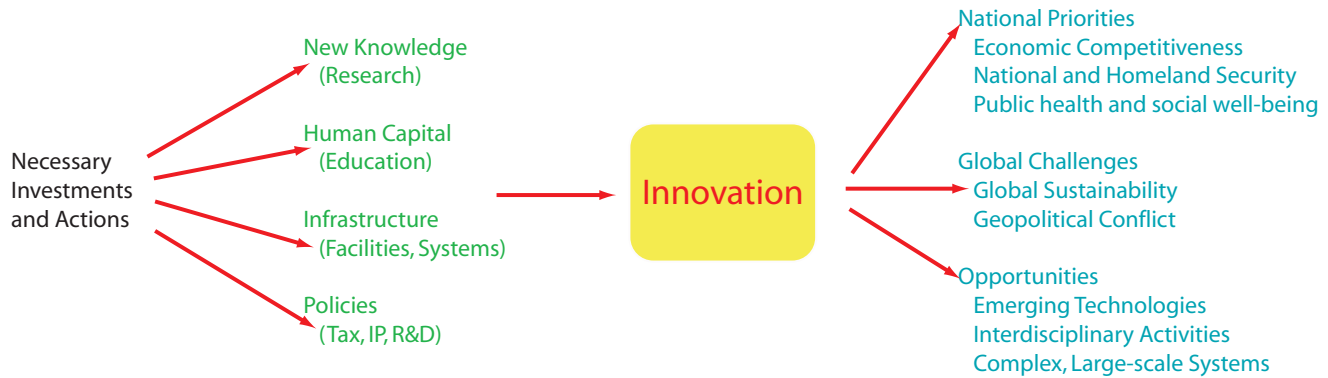 Necessary
Investments
and Actions
New Knowledge
(Research)
Human Capital
(Education)
Infrastructure
(Facilities, Systems)
Policies
(Tax, IP, R&D)
Innovation
National Priorities
Economic Competitiveness
National and Homeland Security
Public health and social well-being
Global Challenges
Global Sustainability
Geopolitical Conflict
Opportunities
Emerging Technologies
Interdisciplinary Activities
Complex, Large-scale Systems